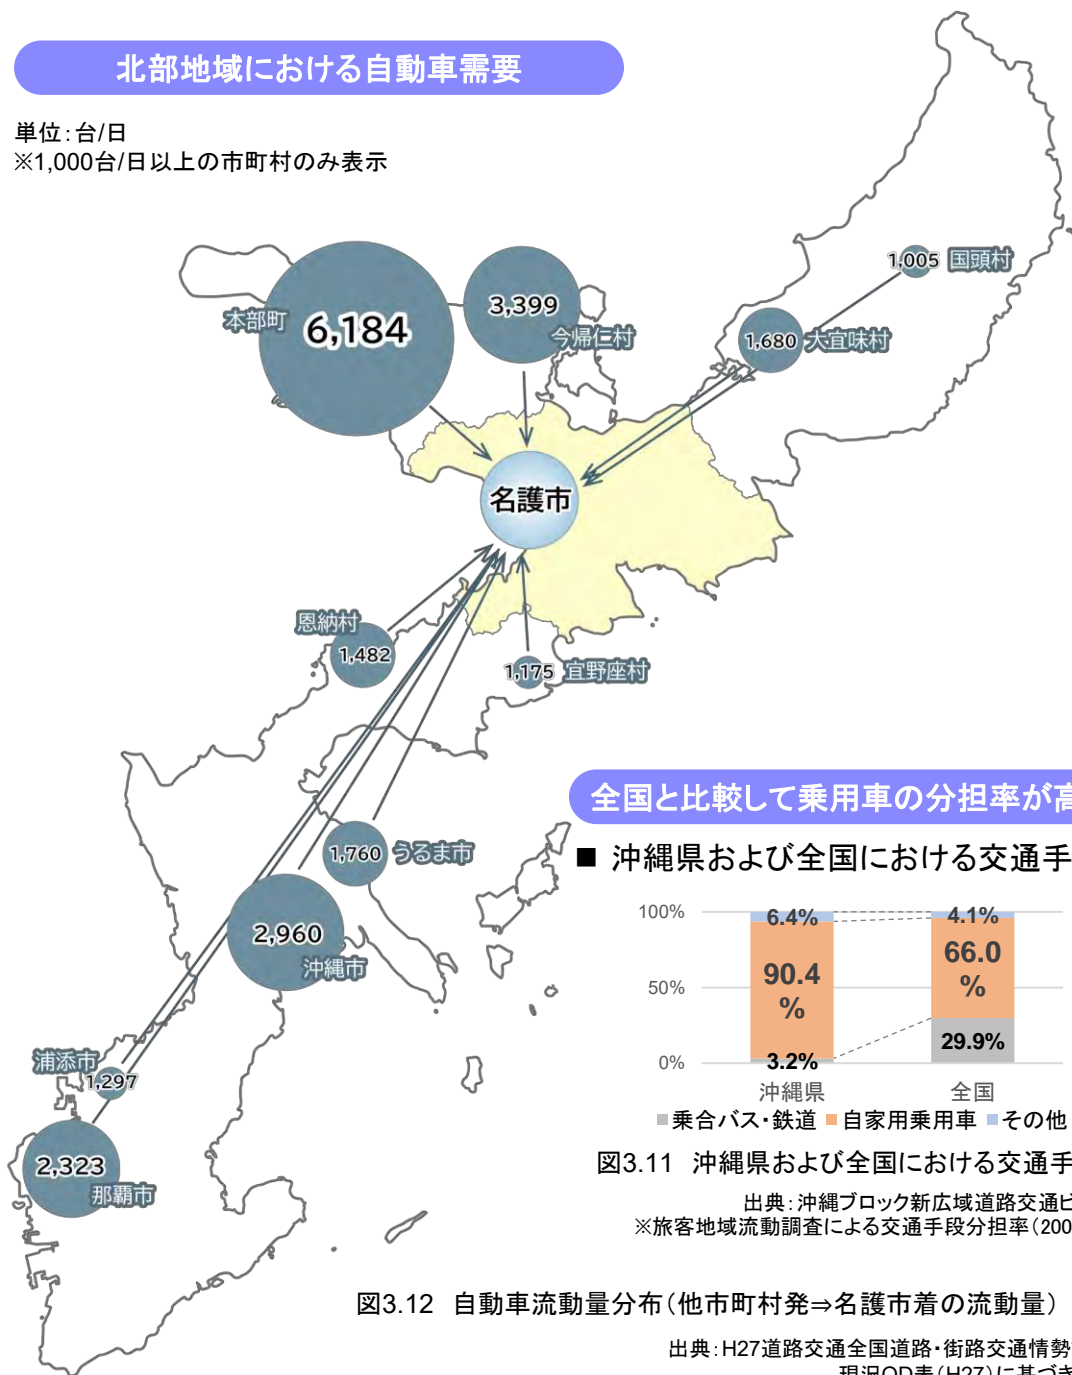 北部地域における自動車需要
単位：台/日
※1,000台/日以上の市町村のみ表示
1,005 国頭村
本部町
6,184
3,399
今帰仁村
1,680 大宜味村
名護市
恩納村
1,482
1,175 宜野座村
1,760 うるま市
2,960
沖縄市
浦添市
1,297
2,323
那覇市
全国と比較して乗用車の分担率が高
■ 沖縄県および全国における交通手
100%
50%
0%
6.4%
90.4
%
3.2%
4.1%
66.0
%
29.9%
沖縄県
全国
■乗合バス・鉄道 ■自家用乗用車 ■その他
図3.11 沖縄県および全国における交通手
出典：沖縄ブロック新広域道路交通ビ
※旅客地域流動調査による交通手段分担率（200
図3.12 自動車流動量分布（他市町村発⇒名護市着の流動量）
出典：H27道路交通全国道路・街路交通情勢
現況OD表（H27）に基づき